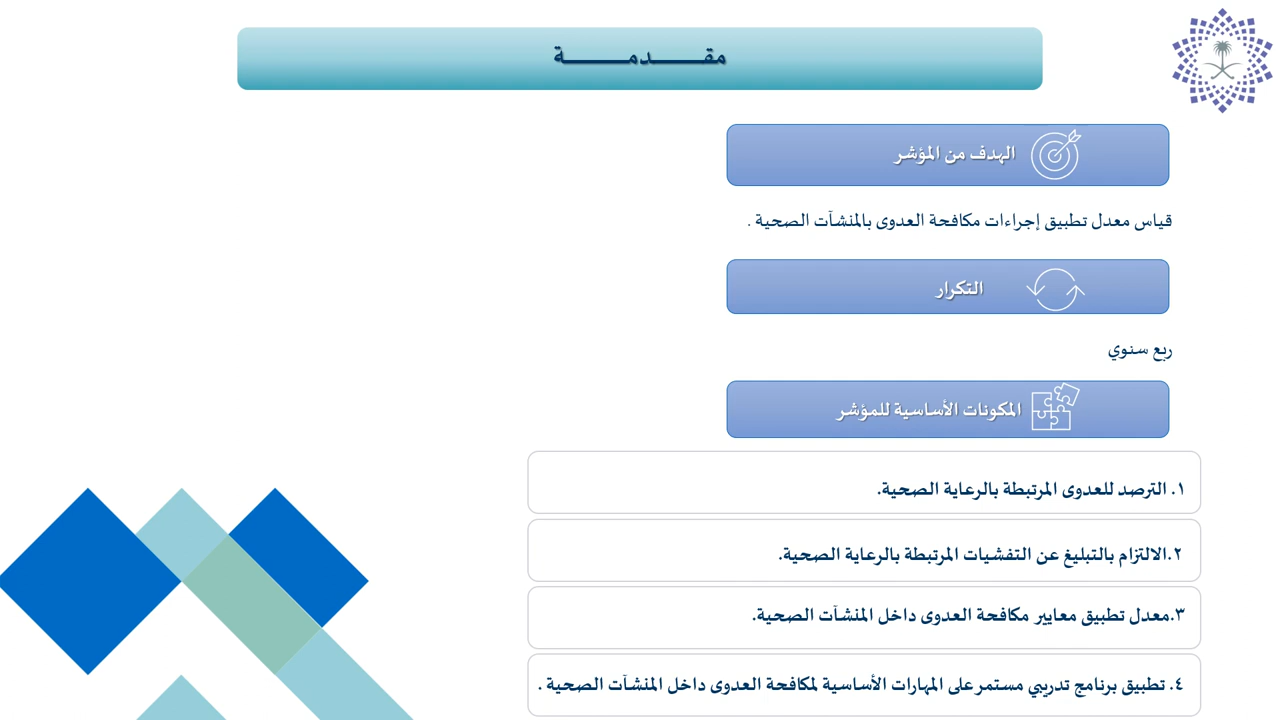 مقـــــــدمـــــــــة
الهدف من المؤشر
قياس معدل تطبيق إجراءات مكافحة العدوى بالمنشآت الصحية .
التكرار
ربع سنوي
المكونات الأساسية للمؤشر
١. الترصد للعدوى المرتبطة بالرعاية الصحية.
٢.الالتزام بالتبليغ عن التفشيات المرتبطة بالرعاية الصحية.
٣.معدل تطبيق معايير مكافحة العدوى داخل المنشآت الصحية.
٤. تطبيق برنامج تدريبي مستمر على المهارات الأساسية لمكافحة العدوى داخل المنشآت الصحية .